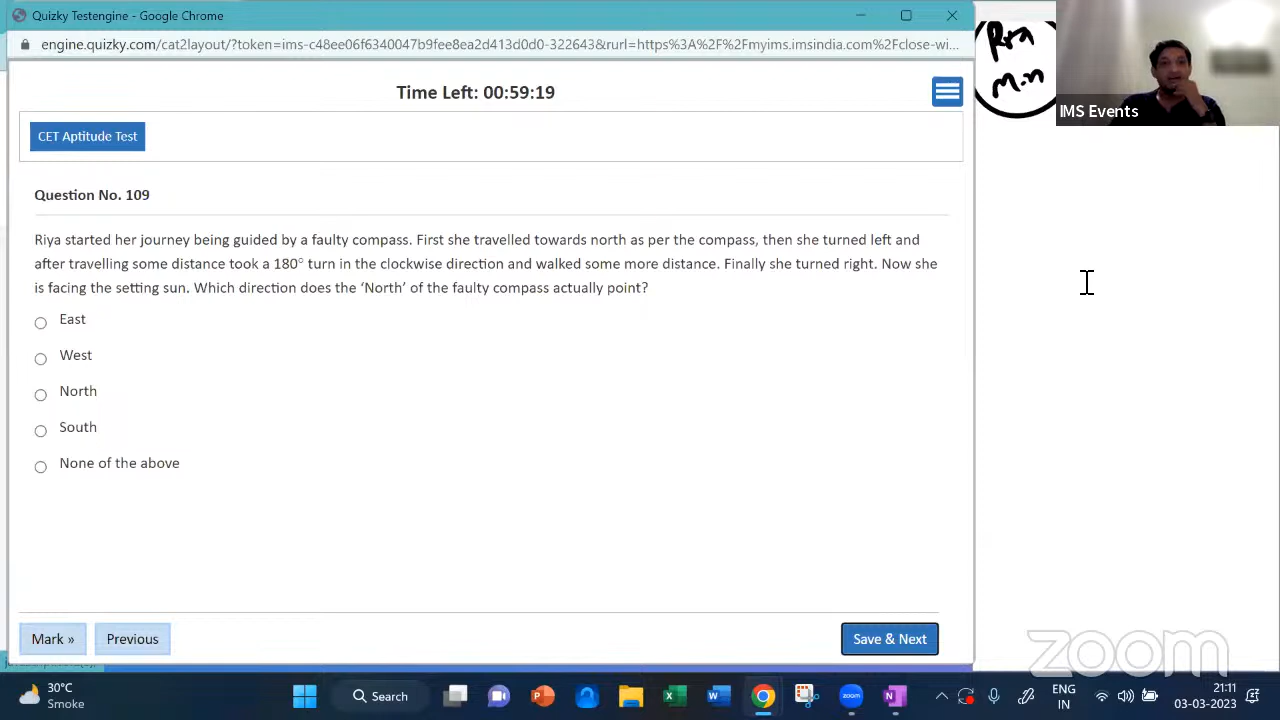 Quizky Testengine - Google Chrome
engine.quizky.com/cat2layout/?token=ims-
ee06f6340047b9fee8ea2d413d0d0-322643&rurl=https%3A%2F%2Fmyims.imsindia.com%2Fclose-wi...
IMS Events
Time Left: 00:59:19
CET Aptitude Test
Question No. 109
Riya started her journey being guided by a faulty compass. First she travelled towards north as per the compass, then she turned left and
after travelling some distance took a 180° turn in the clockwise direction and walked some more distance. Finally she turned right. Now she
is facing the setting sun. Which direction does the ‘North’ of the faulty compass actually point?
East
West
North
South
None of the above
Mark »
Previous
Save & Next
zoom
30°C
Smoke
Search
zoom
ENG
IN
21:11
03-03-2023